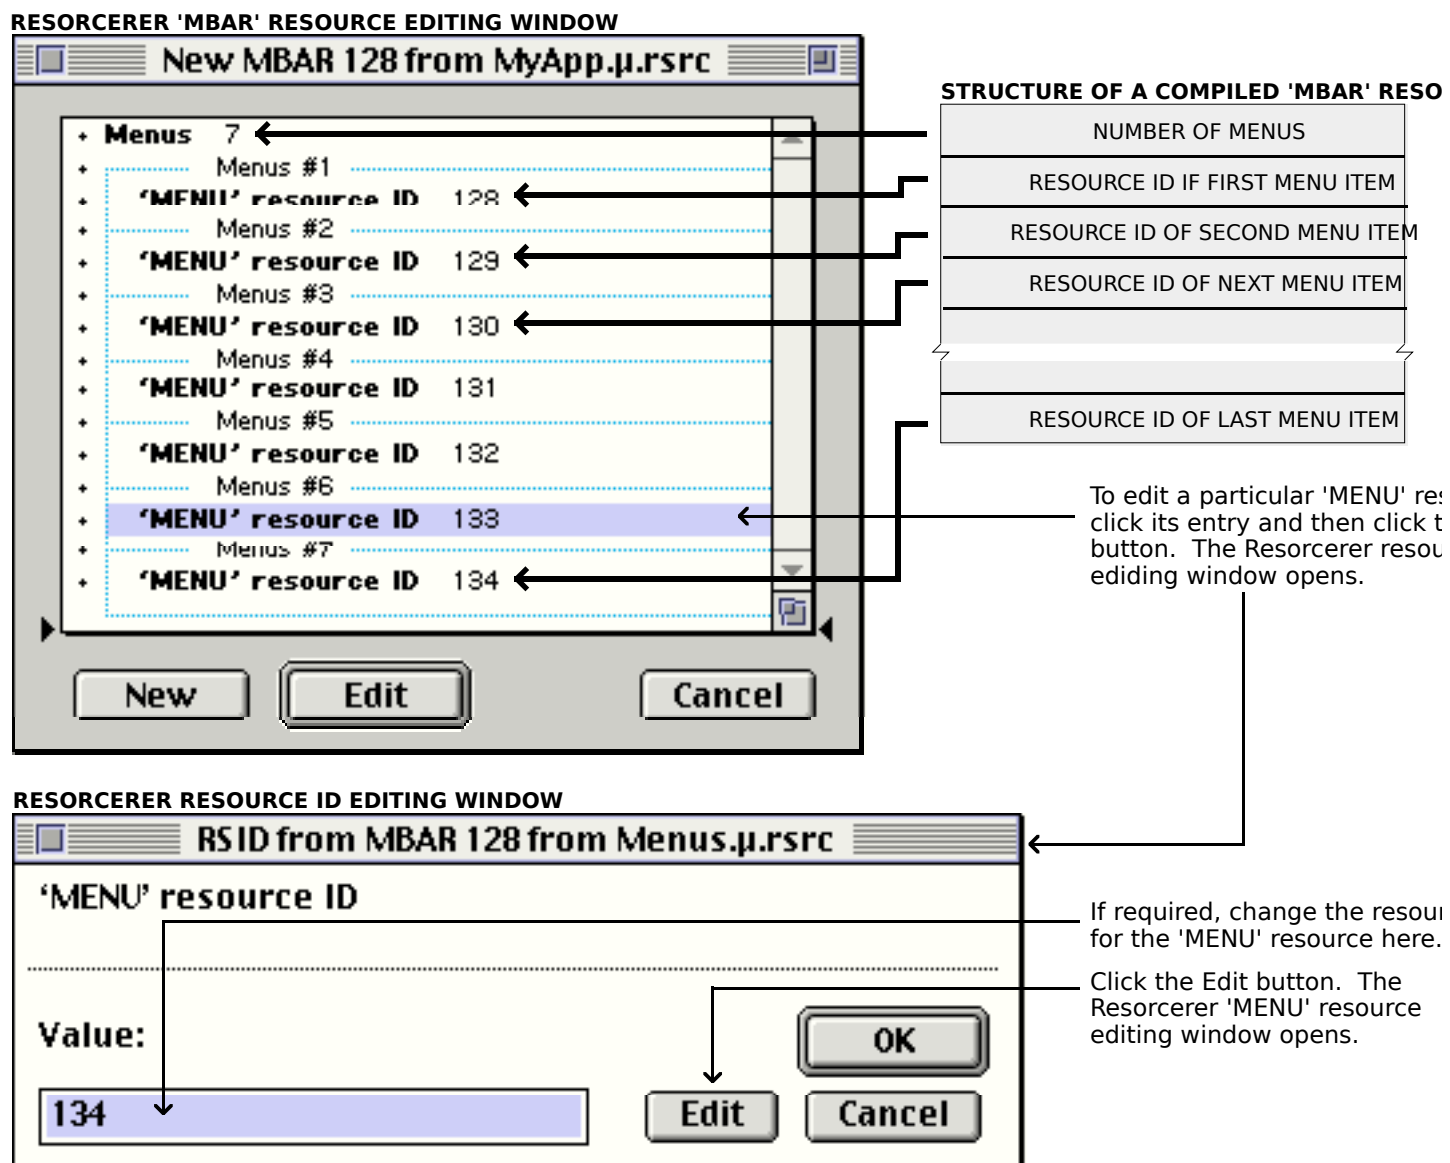 RESORCERER 'MBAR' RESOURCE EDITING WINDOW
New MBAR 128 from MyApp.µ.rsrc
Menus 7
Menus #1
‘MENU’ resource ID 128
Menus #2
‘MENU’ resource ID 129
Menus #3
‘MENU’ resource ID 130
Menus #4
‘MENU’ resource ID 131
Menus #5
‘MENU’ resource ID 132
Menus #6
‘MENU’ resource ID 133
Menus #7
‘MENU’ resource ID 134
New Edit Cancel
STRUCTURE OF A COMPILED 'MBAR' RESO
NUMBER OF MENUS
RESOURCE ID IF FIRST MENU ITEM
RESOURCE ID OF SECOND MENU ITEM
RESOURCE ID OF NEXT MENU ITEM
RESOURCE ID OF LAST MENU ITEM
To edit a particular 'MENU' res
click its entry and then click t
button. The Resorcerer resou
ediding window opens.
RESORCERER RESOURCE ID EDITING WINDOW
RSID from MBAR 128 from Menus.µ.rsrc
‘MENU’ resource ID
Value:
134
OK
Edit Cancel
If required, change the resour
for the 'MENU' resource here.
Click the Edit button. The
Resorcerer 'MENU' resource
editing window opens.